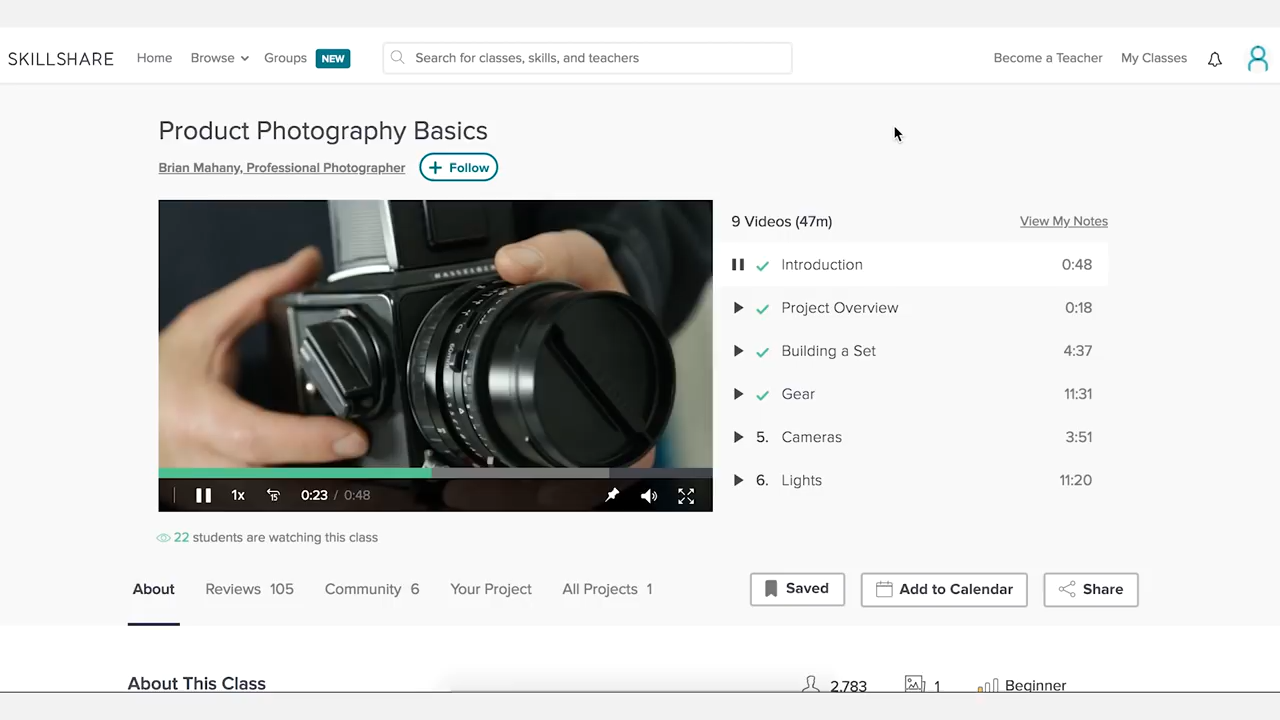 SKILLSHARE Home Browse Groups NEW Search for classes, skills, and teachers Become a Teacher My Classes
Product Photography Basics
Brian Mahany, Professional Photographer + Follow
HASSELBLAD
9 Videos (47m) View My Notes
Introduction 0:48
Project Overview 0:18
Building a Set 4:37
Gear 11:31
5. Cameras 3:51
6. Lights 11:20
1x 15 0:23 / 0:48
22 students are watching this class
About Reviews 105 Community 6 Your Project All Projects 1 Saved Add to Calendar Share
About This Class 2,783 1 Beginner